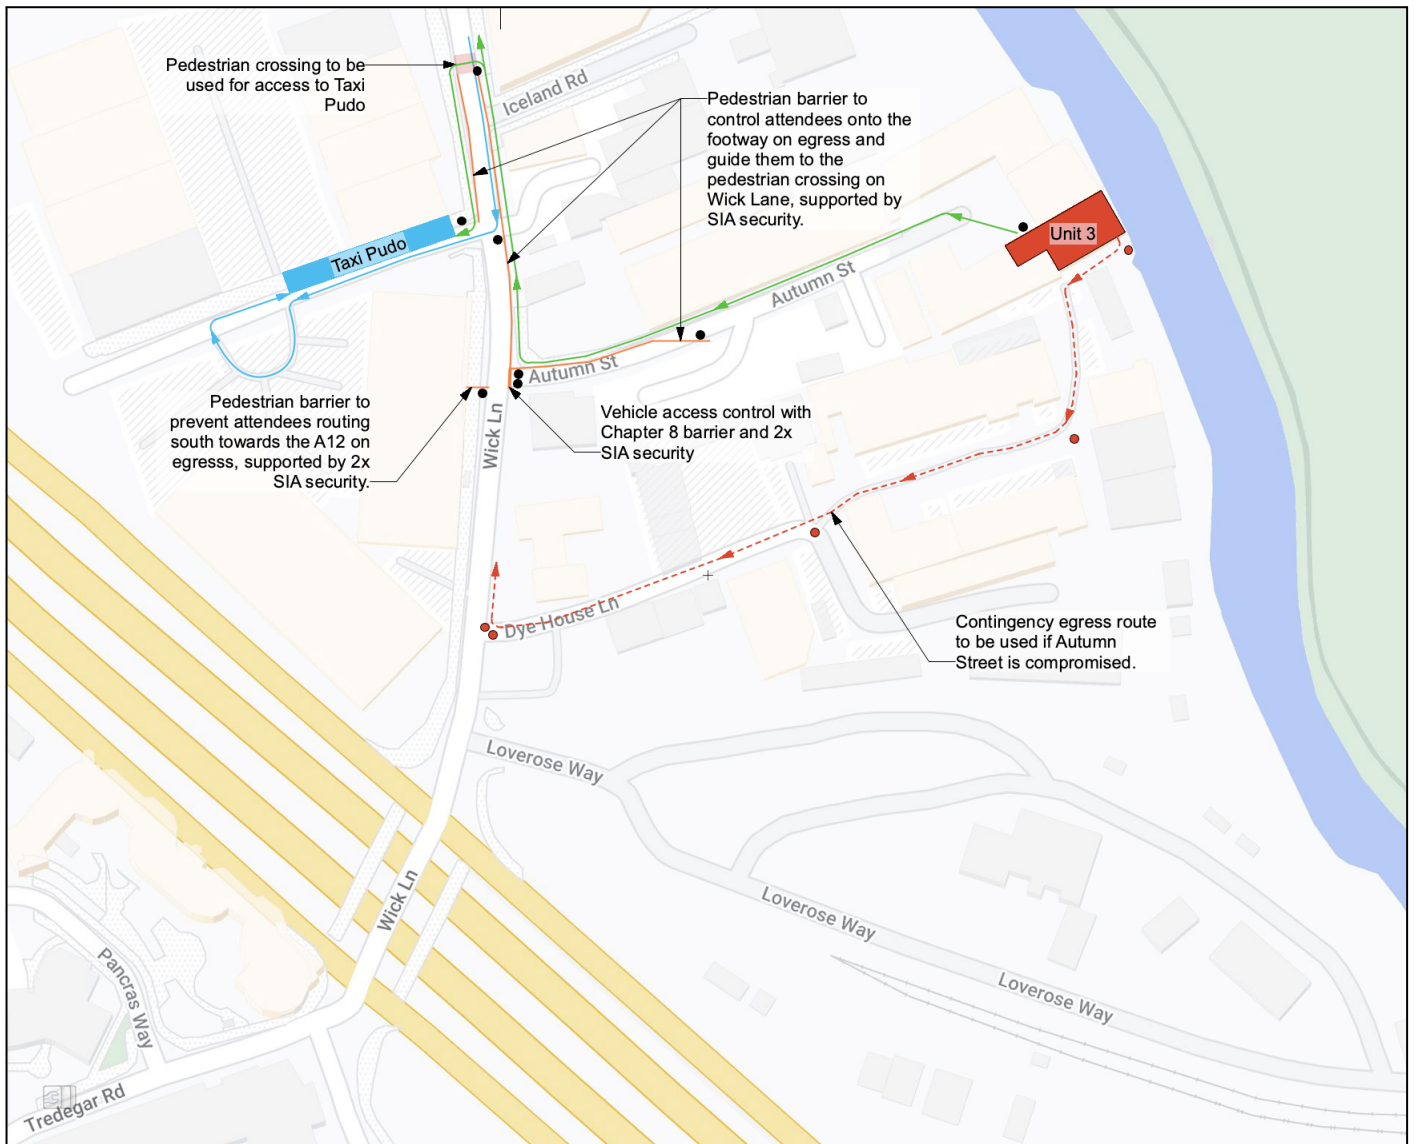 Pedestrian crossing to be
used for access to Taxi
Pudo
Iceland Rd
Pedestrian barrier to
control attendees onto the
footway on egress and
guide them to the
pedestrian crossing on
Wick Lane, supported by
SIA security.
Unit 3
Taxi Pudo
Autumn St
Autumn St
Pedestrian barrier to
prevent attendees routing
south towards the A12 on
egresss, supported by 2x
SIA security.
Wick Ln
Vehicle access control with
Chapter 8 barrier and 2x
SIA security
Dye House Ln
Contingency egress route
to be used if Autumn
Street is compromised.
Loverose Way
Wick Ln
Loverose Way
Loverose Way
Pancras Way
Tredegar Rd